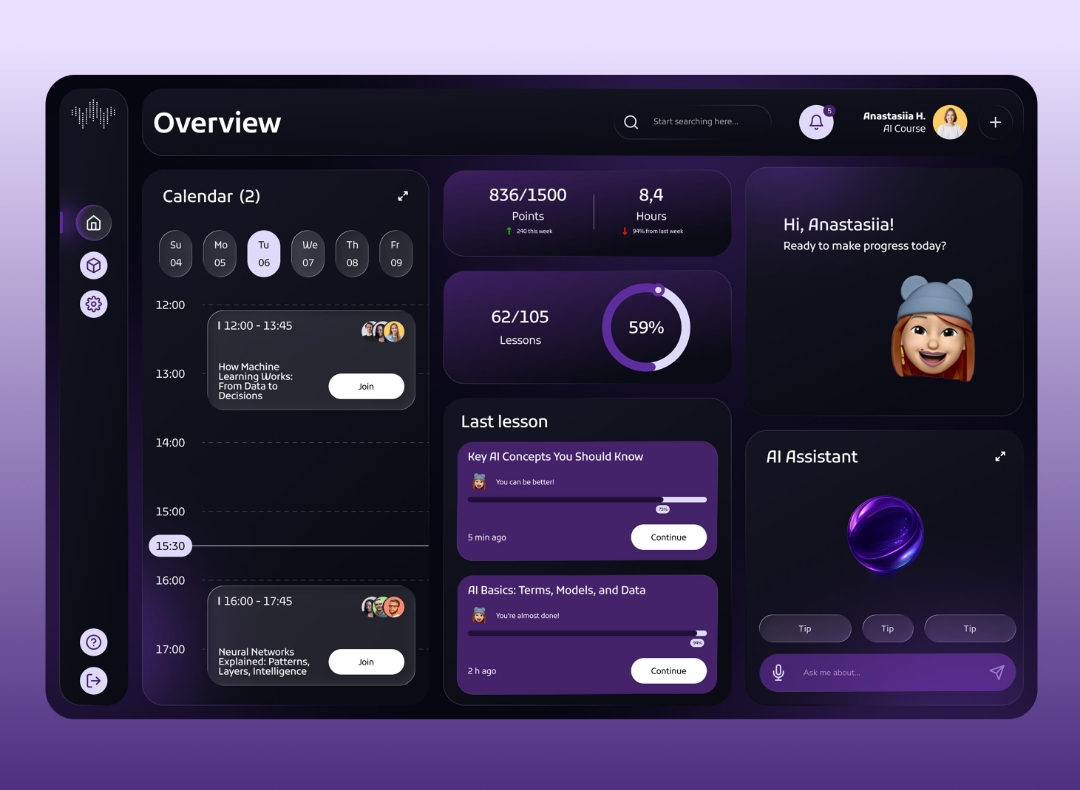 Overview
Start searching here...
5
Anastasiia H.
AI Course
Calendar (2)
Su
04
Mo
05
Tu
06
We
07
Th
08
Fr
09
12:00
12:00 - 13:45
How Machine
Learning Works:
From Data to
Decisions
Join
13:00
14:00
15:00
15:30
16:00
16:00 - 17:45
Neural Networks
Explained: Patterns,
Layers, Intelligence
Join
17:00
836/1500
Points
240 this week
8,4
Hours
94% from last week
62/105
Lessons
59%
Last lesson
Key AI Concepts You Should Know
You can be better!
5 min ago
Continue
AI Basics: Terms, Models, and Data
You're almost done!
2 h ago
Continue
Hi, Anastasiia!
Ready to make progress today?
AI Assistant
Tip
Tip
Tip
Ask me about...